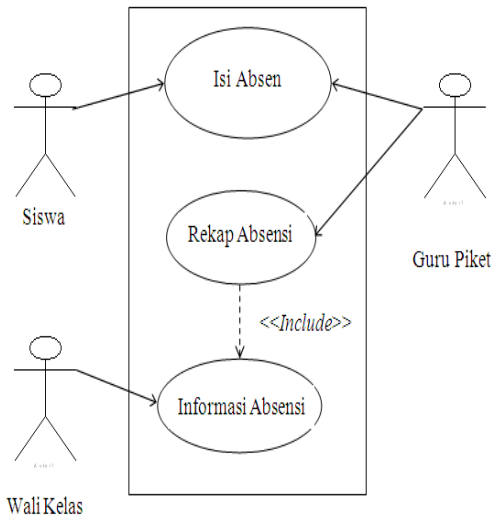 Isi Absen
Siswa
Rekap Absensi
Guru Piket
<<Include>>
Informasi Absensi
Wali Kelas